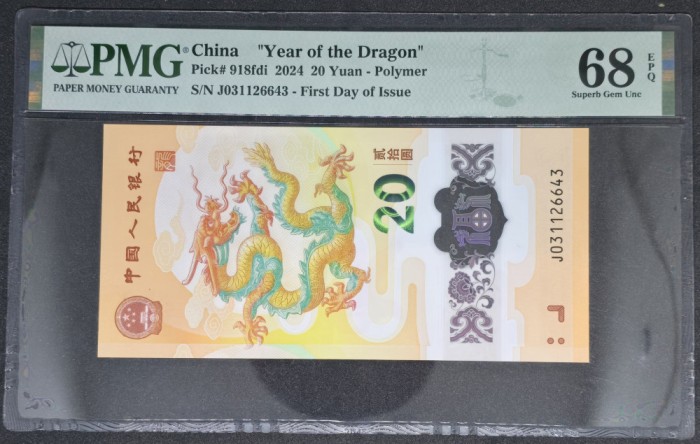 PMG
PAPER MONEY GUARANTY
China "Year of the Dragon"
Pick# 918fdi 2024 20 Yuan - Polymer
S/N J031126643 - First Day of Issue
68
EPQ
Superb Gem Unc
中国人民银行
贰拾圆
20
J031126643